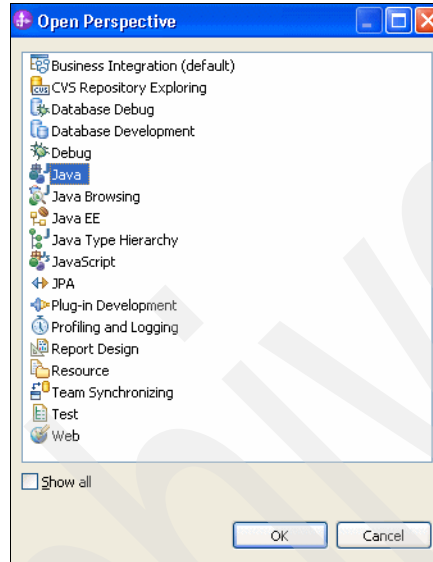 Open Perspective
Business Integration (default)
CVS Repository Exploring
Database Debug
Database Development
Debug
Java
Java Browsing
Java EE
Java Type Hierarchy
JavaScript
JPA
Plug-in Development
Profiling and Logging
Report Design
Resource
Team Synchronizing
Test
Web
Show all
OK Cancel